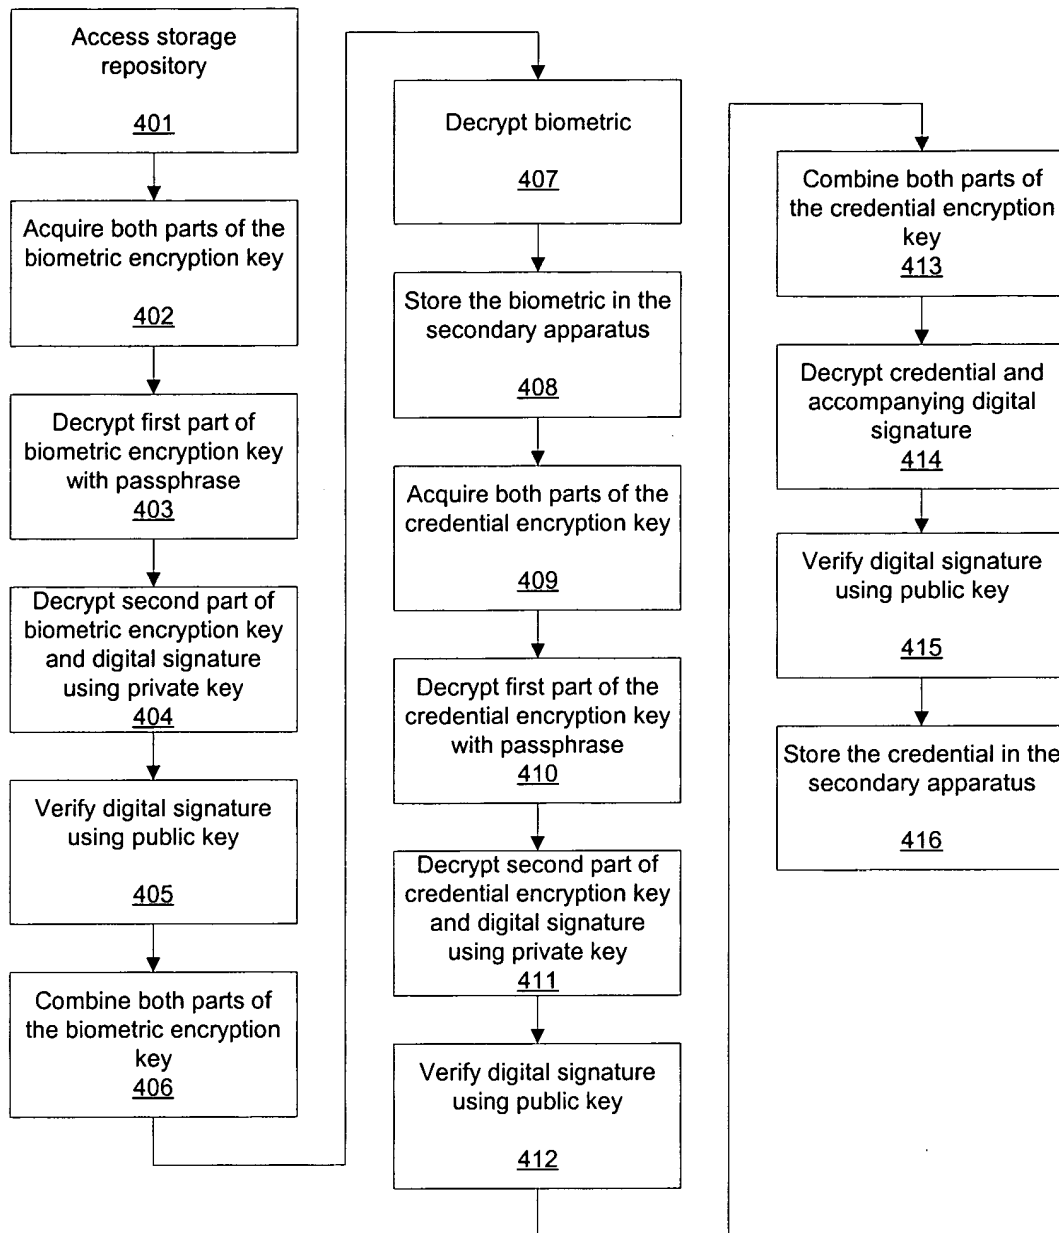 Access storage
repository
401
Acquire both parts of the
biometric encryption key
402
Decrypt first part of
biometric encryption key
with passphrase
403
Decrypt second part of
biometric encryption key
and digital signature
using private key
404
Verify digital signature
using public key
405
Combine both parts of
the biometric encryption
key
406
Decrypt biometric
407
Store the biometric in the
secondary apparatus
408
Acquire both parts of the
credential encryption key
409
Decrypt first part of the
credential encryption key
with passphrase
410
Decrypt second part of
credential encryption key
and digital signature
using private key
411
Verify digital signature
using public key
412
Combine both parts of
the credential encryption
key
413
Decrypt credential and
accompanying digital
signature
414
Verify digital signature
using public key
415
Store the credential in the
secondary apparatus
416